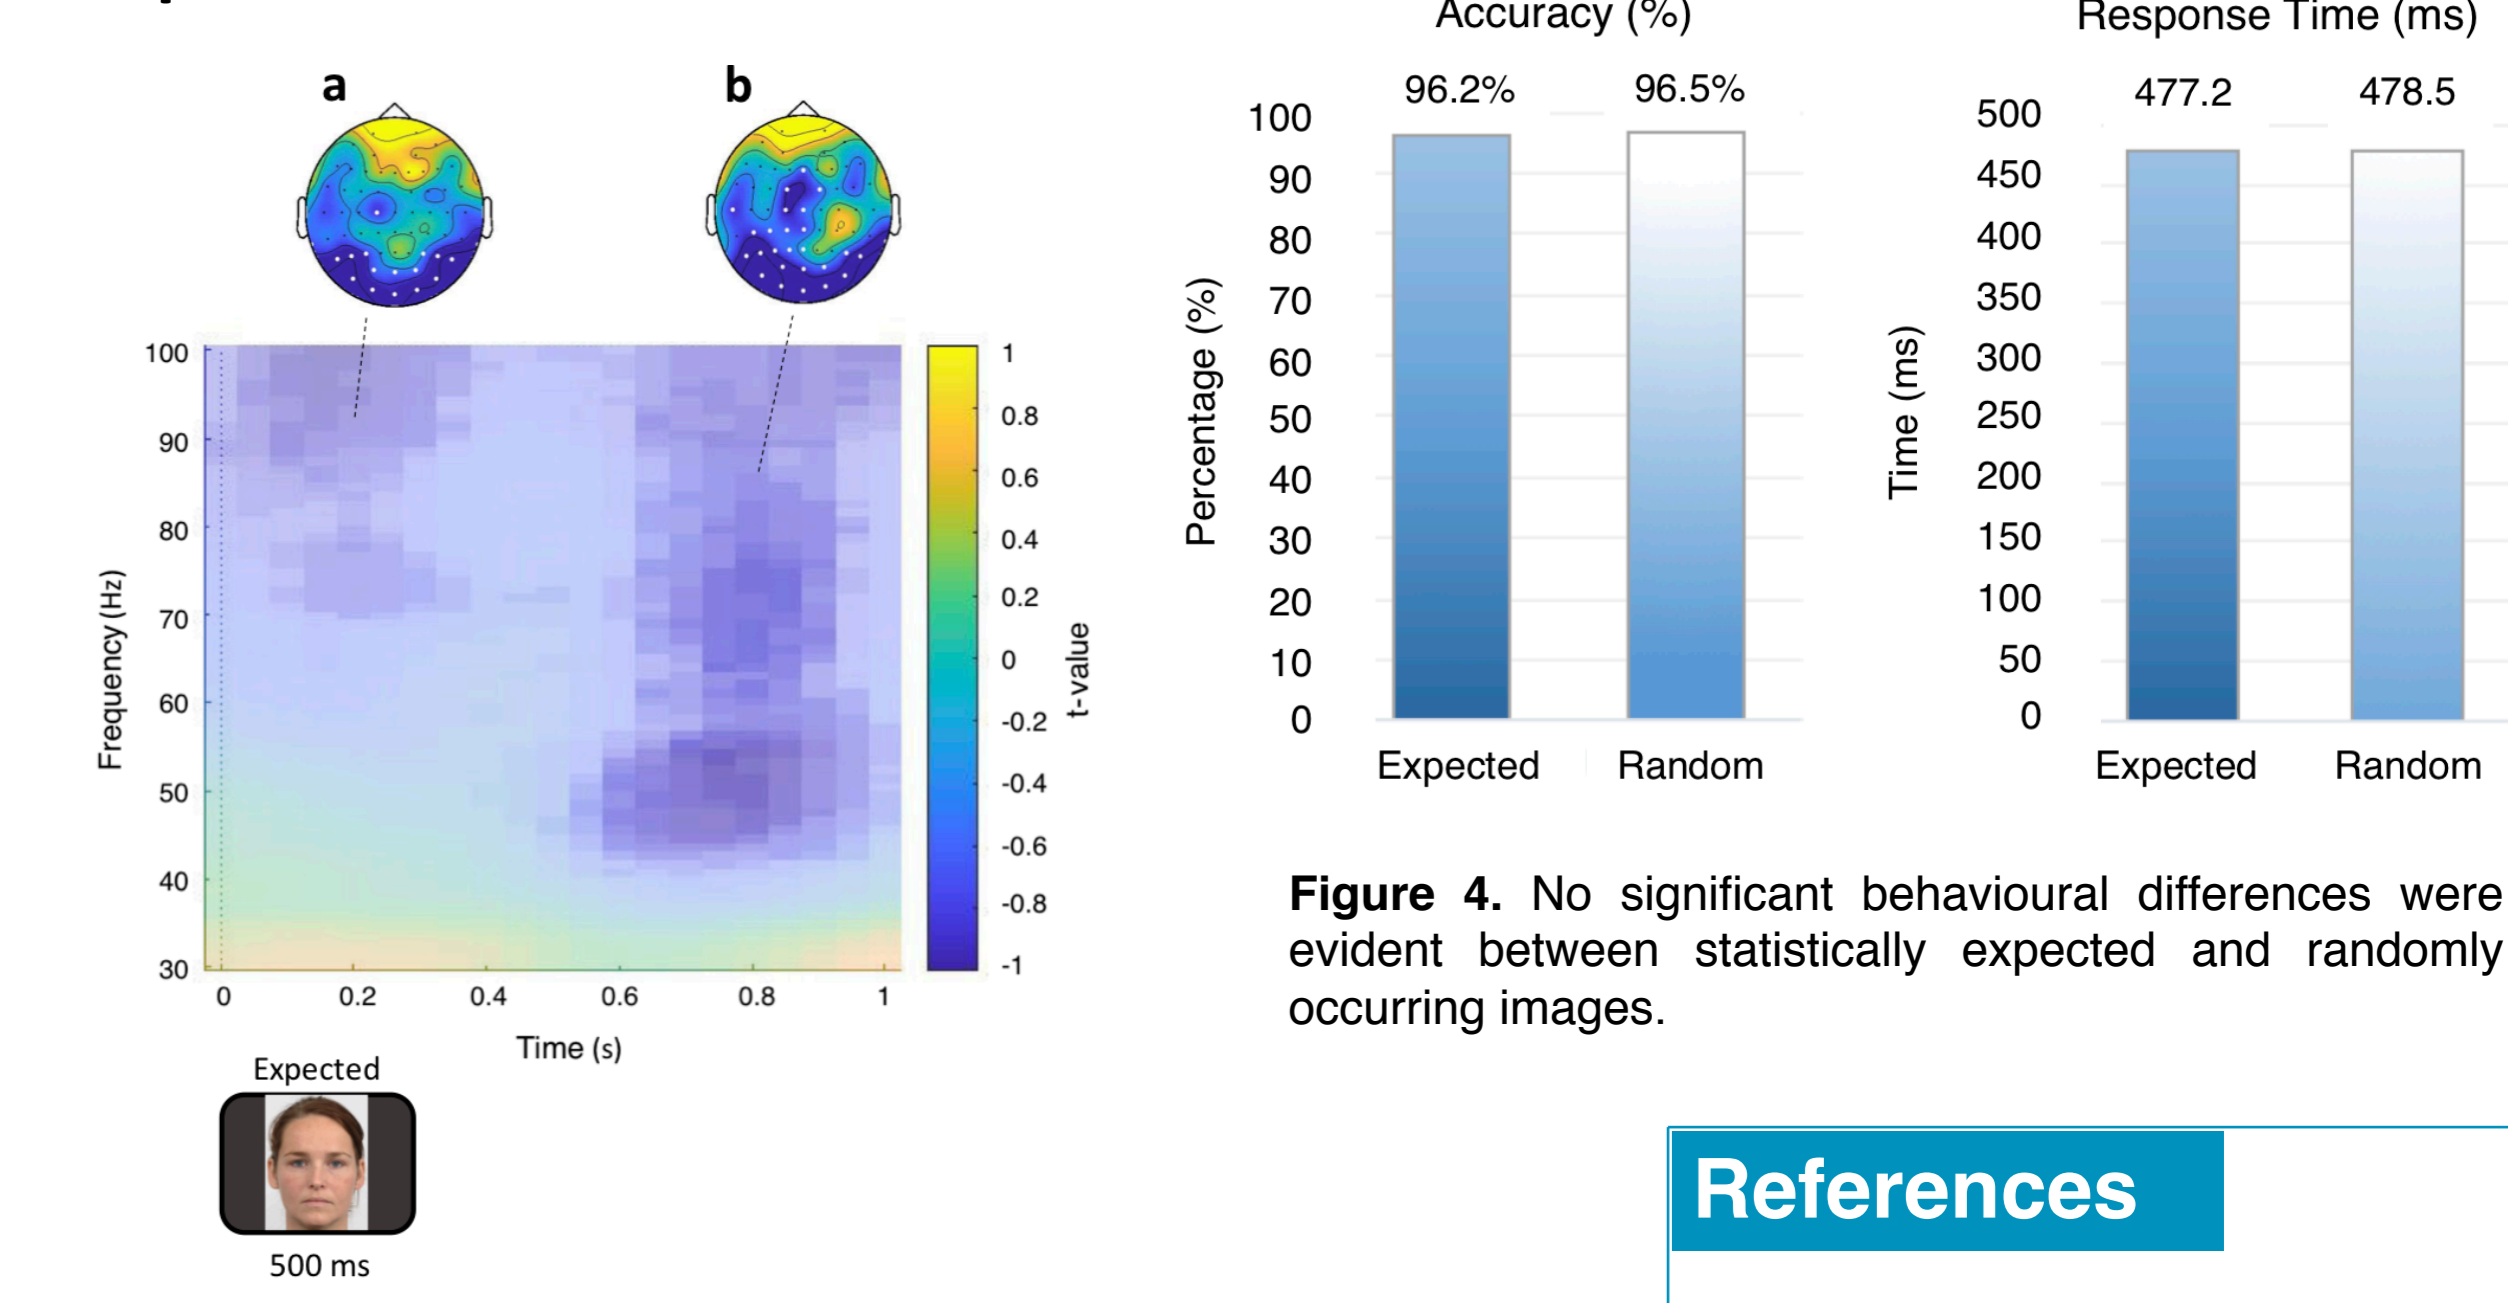 a
b
100
90
80
70
60
50
40
30
Frequency (Hz)
0
0.2
0.4
0.6
0.8
1
Time (s)
1
0.8
0.6
0.4
0.2
0
-0.2
-0.4
-0.6
-0.8
-1
t-value
Expected
500 ms
Accuracy (%)
96.2%
96.5%
100
90
80
70
60
50
40
30
20
10
0
Percentage (%)
Expected
Random
Response Time (ms)
477.2
478.5
500
450
400
350
300
250
200
150
100
50
0
Time (ms)
Expected
Random
Figure 4. No significant behavioural differences were
evident between statistically expected and randomly
occurring images.
References